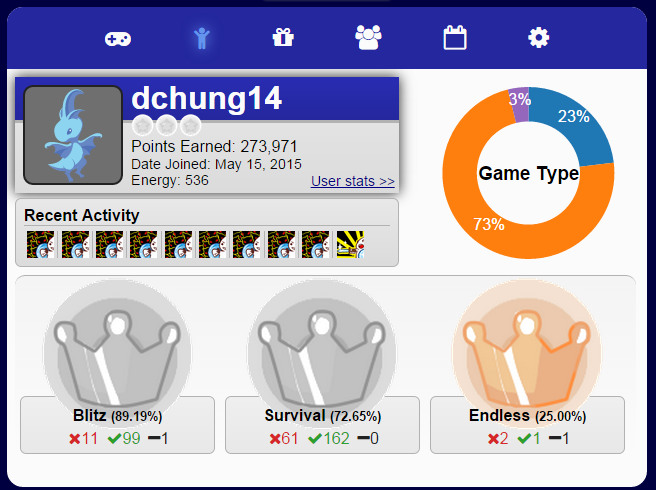 dchung14
Points Earned: 273,971
Date Joined: May 15, 2015
Energy: 536
User stats >>
3%
23%
Game Type
73%
Recent Activity
Blitz (89.19%)
11 99 1
Survival (72.65%)
61 162 0
Endless (25.00%)
2 1 1